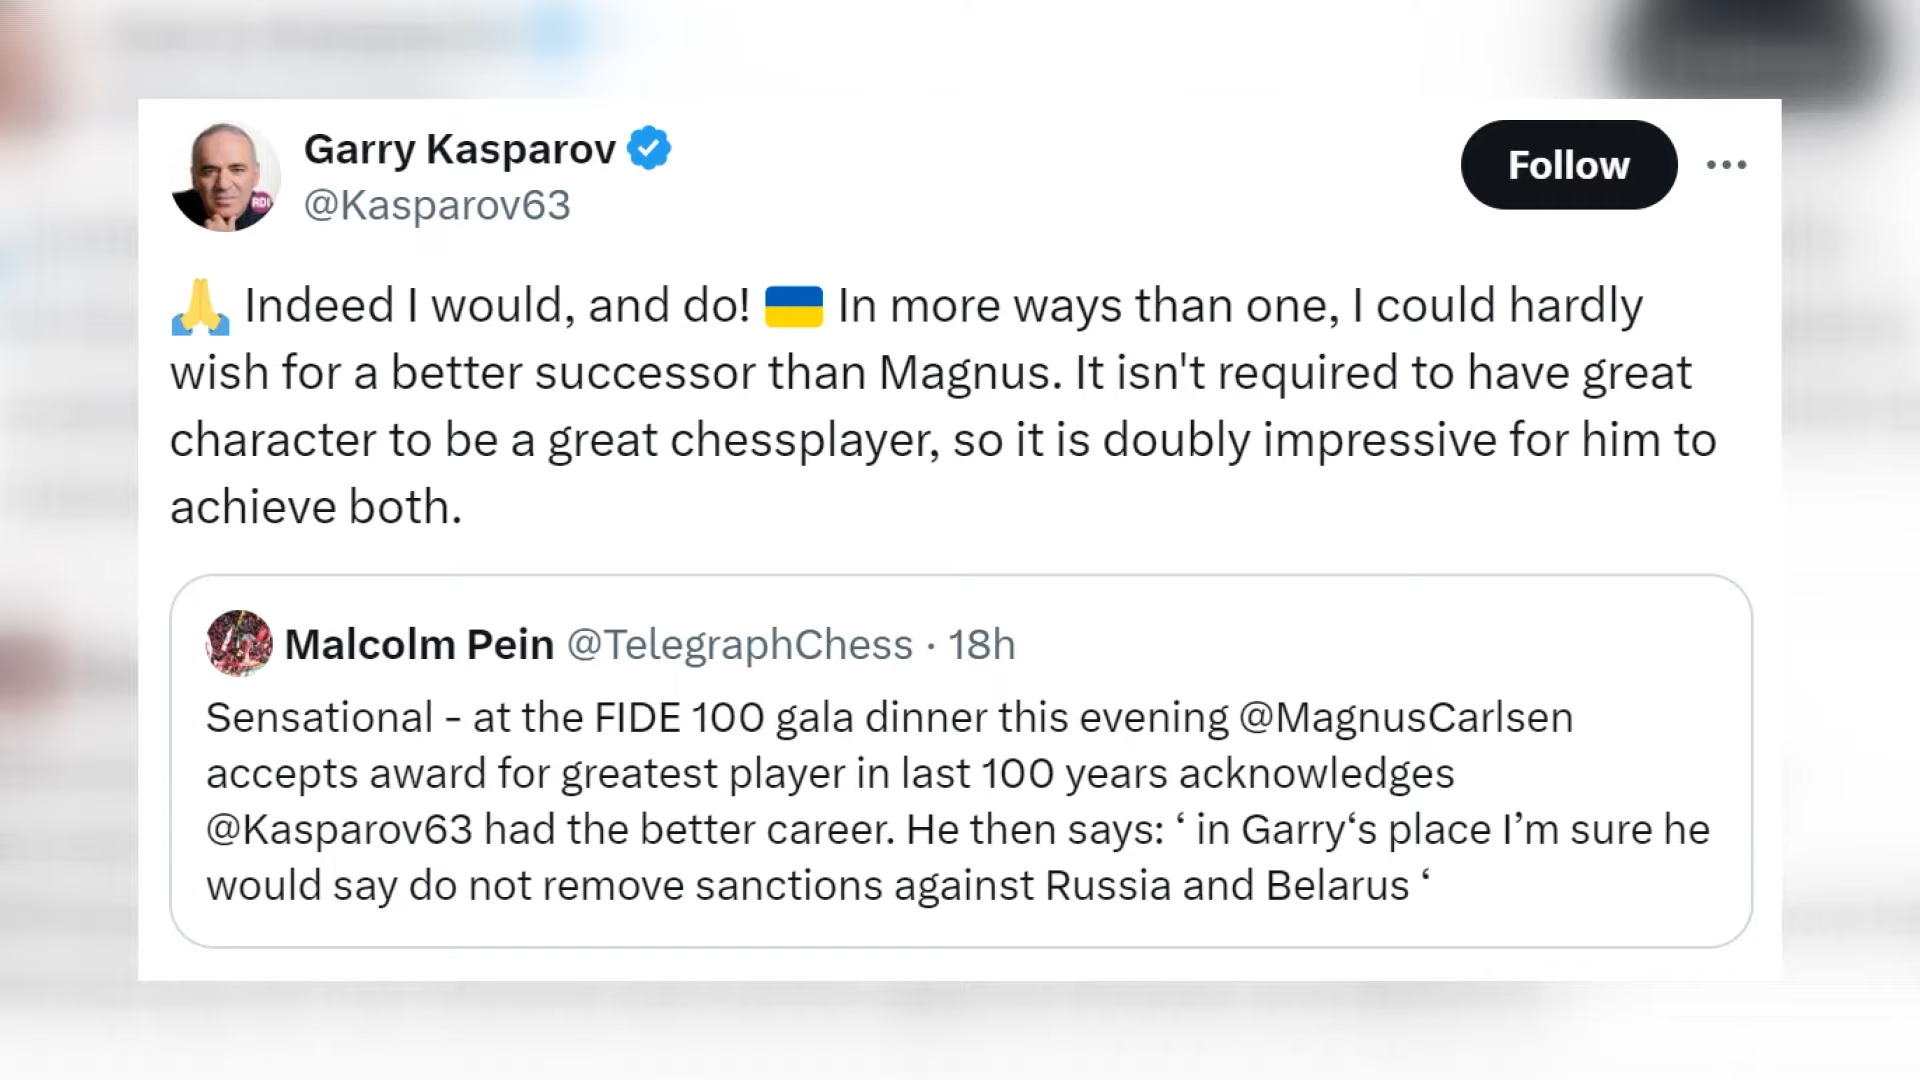 Garry Kasparov
@Kasparov63
Follow
RDI
🙏 Indeed I would, and do! 🇺🇦 In more ways than one, I could hardly
wish for a better successor than Magnus. It isn't required to have great
character to be a great chessplayer, so it is doubly impressive for him to
achieve both.
Malcolm Pein @TelegraphChess · 18h
Sensational - at the FIDE 100 gala dinner this evening @MagnusCarlsen
accepts award for greatest player in last 100 years acknowledges
@Kasparov63 had the better career. He then says: ‘ in Garry‘s place I’m sure he
would say do not remove sanctions against Russia and Belarus ‘